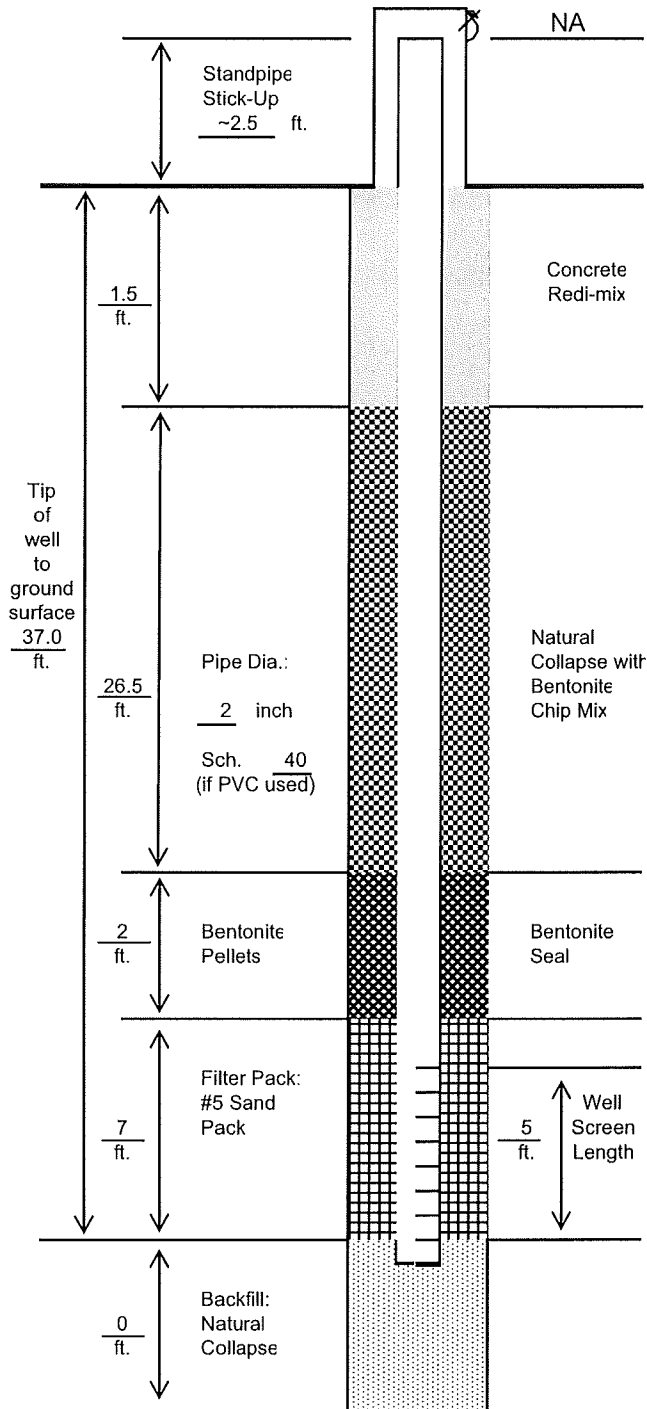 NA
Standpipe
Stick-Up
~2.5 ft.
Concrete
Redi-mix
1.5
ft.
Tip
of
well
to
ground
surface
37.0
ft.
26.5
ft.
Pipe Dia.:
2 inch
Sch. 40
(if PVC used)
Natural
Collapse with
Bentonite
Chip Mix
2
ft.
Bentonite
Pellets
Bentonite
Seal
Filter Pack:
#5 Sand
Pack
7
ft.
5
ft.
Well
Screen
Length
Backfill:
Natural
Collapse
0
ft.